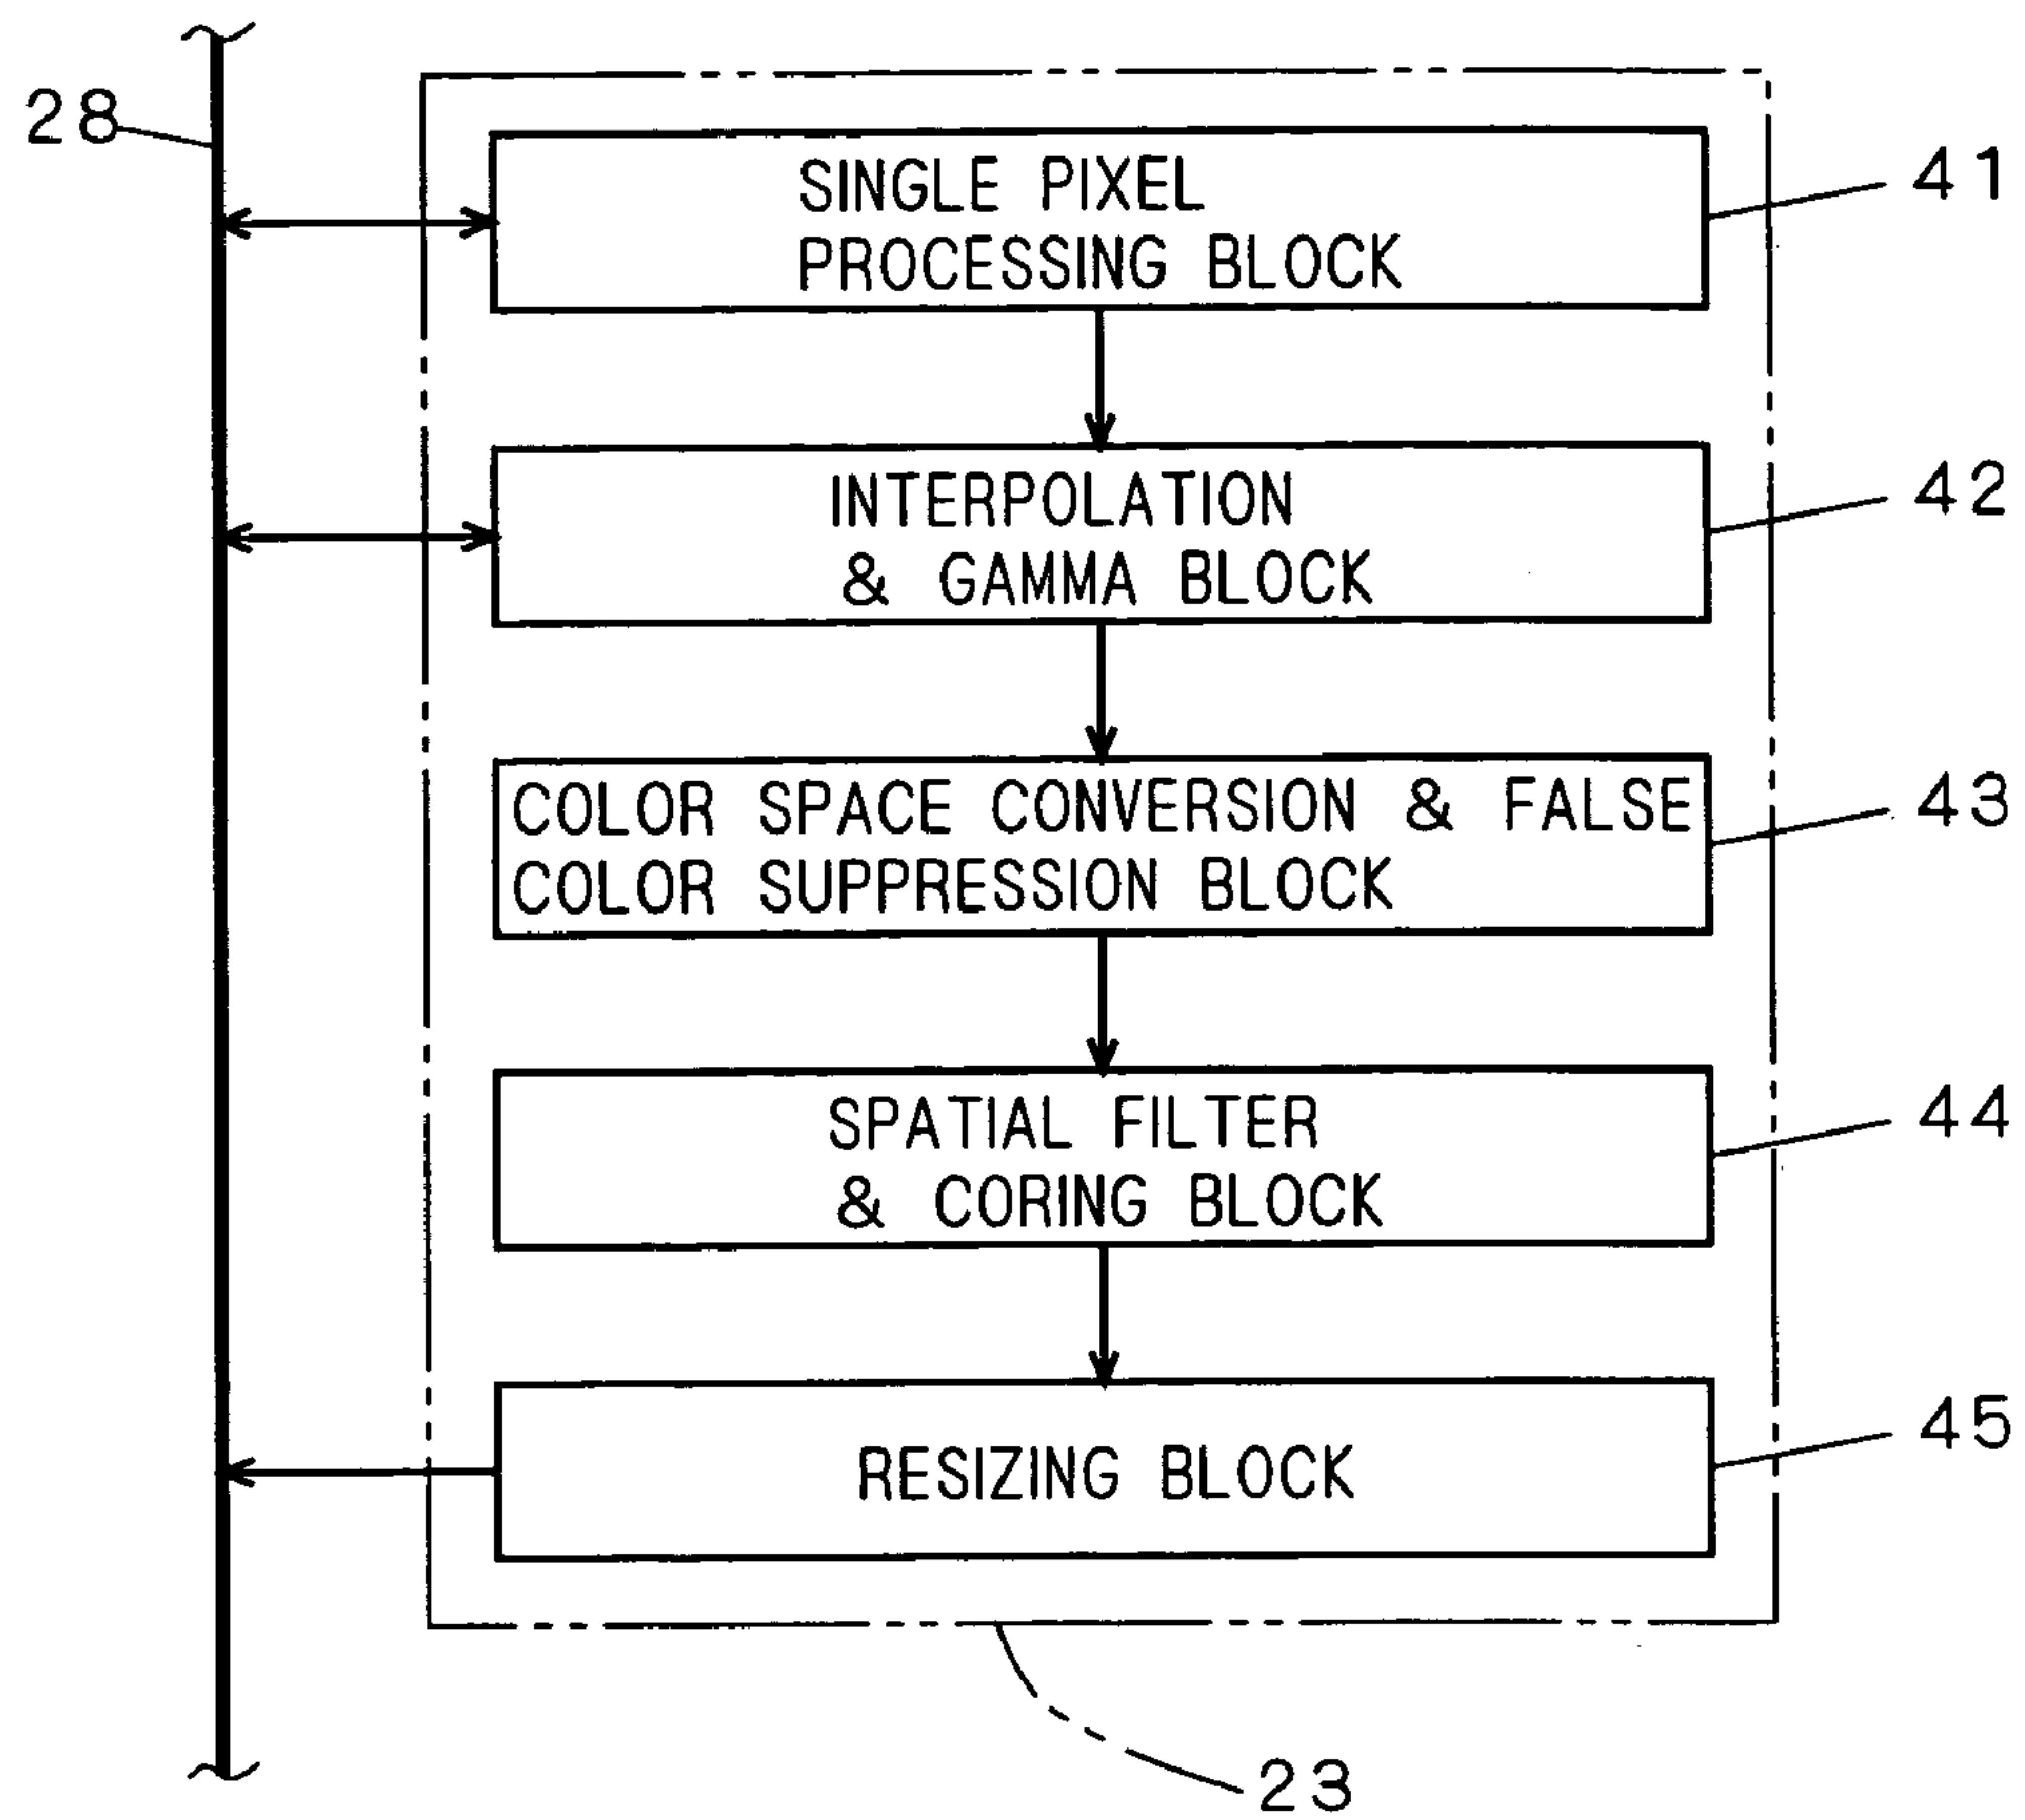 28
SINGLE PIXEL
PROCESSING BLOCK
41
INTERPOLATION
& GAMMA BLOCK
42
COLOR SPACE CONVERSION & FALSE
COLOR SUPPRESSION BLOCK
43
SPATIAL FILTER
& CORING BLOCK
44
RESIZING BLOCK
45
23